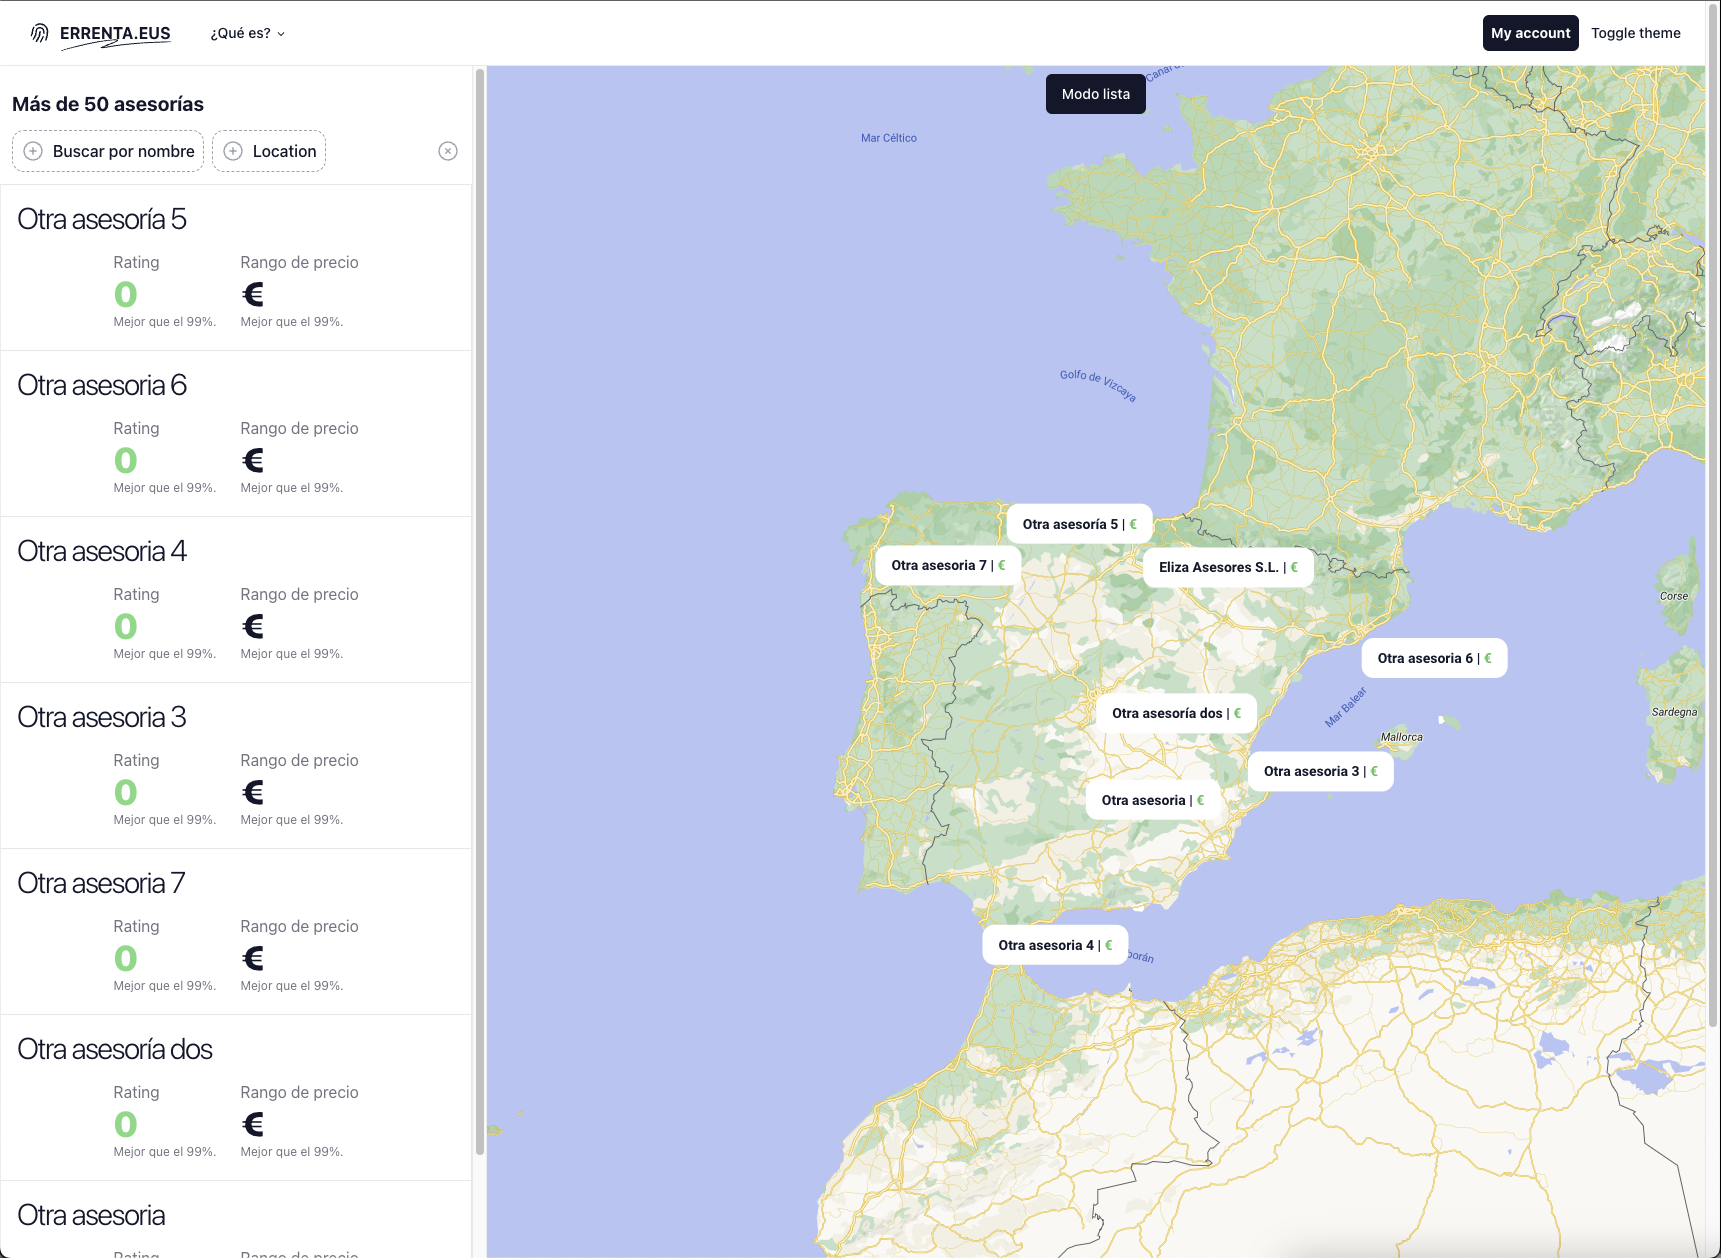 ERRENTA.EUS
¿Qué es?
My account
Toggle theme
Más de 50 asesorías
Buscar por nombre
Location
Otra asesoría 5
Rating
Rango de precio
0
€
Mejor que el 99%.
Mejor que el 99%.
Otra asesoria 6
Rating
Rango de precio
0
€
Mejor que el 99%.
Mejor que el 99%.
Otra asesoria 4
Rating
Rango de precio
0
€
Mejor que el 99%.
Mejor que el 99%.
Otra asesoria 3
Rating
Rango de precio
0
€
Mejor que el 99%.
Mejor que el 99%.
Otra asesoria 7
Rating
Rango de precio
0
€
Mejor que el 99%.
Mejor que el 99%.
Otra asesoría dos
Rating
Rango de precio
0
€
Mejor que el 99%.
Mejor que el 99%.
Otra asesoria
Rating
Rango de precio
Modo lista
Canal d
Mar Céltico
Golfo de Vizcaya
Otra asesoría 5 | €
Otra asesoria 7 | €
Eliza Asesores S.L. | €
Corse
Otra asesoria 6 | €
Mar Balear
Otra asesoría dos | €
Sardegna
Mallorca
Otra asesoria 3 | €
Otra asesoria | €
Otra asesoria 4 | €
borán